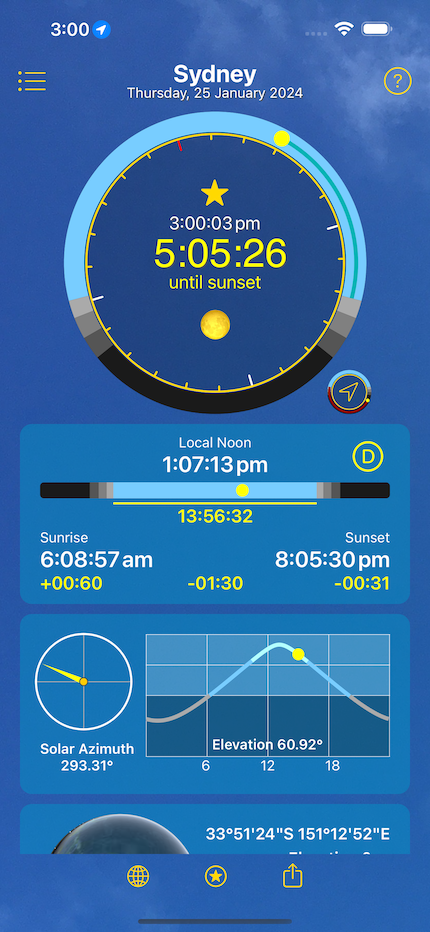 3:00
Sydney
Thursday, 25 January 2024
?
3:00:03 pm
5:05:26
until sunset
Local Noon
1:07:13 pm
D
13:56:32
Sunrise
Sunset
6:08:57 am
8:05:30 pm
+00:60
-01:30
-00:31
Elevation 60.92°
Solar Azimuth
293.31°
6
12
18
33°51'24"S 151°12'52"E